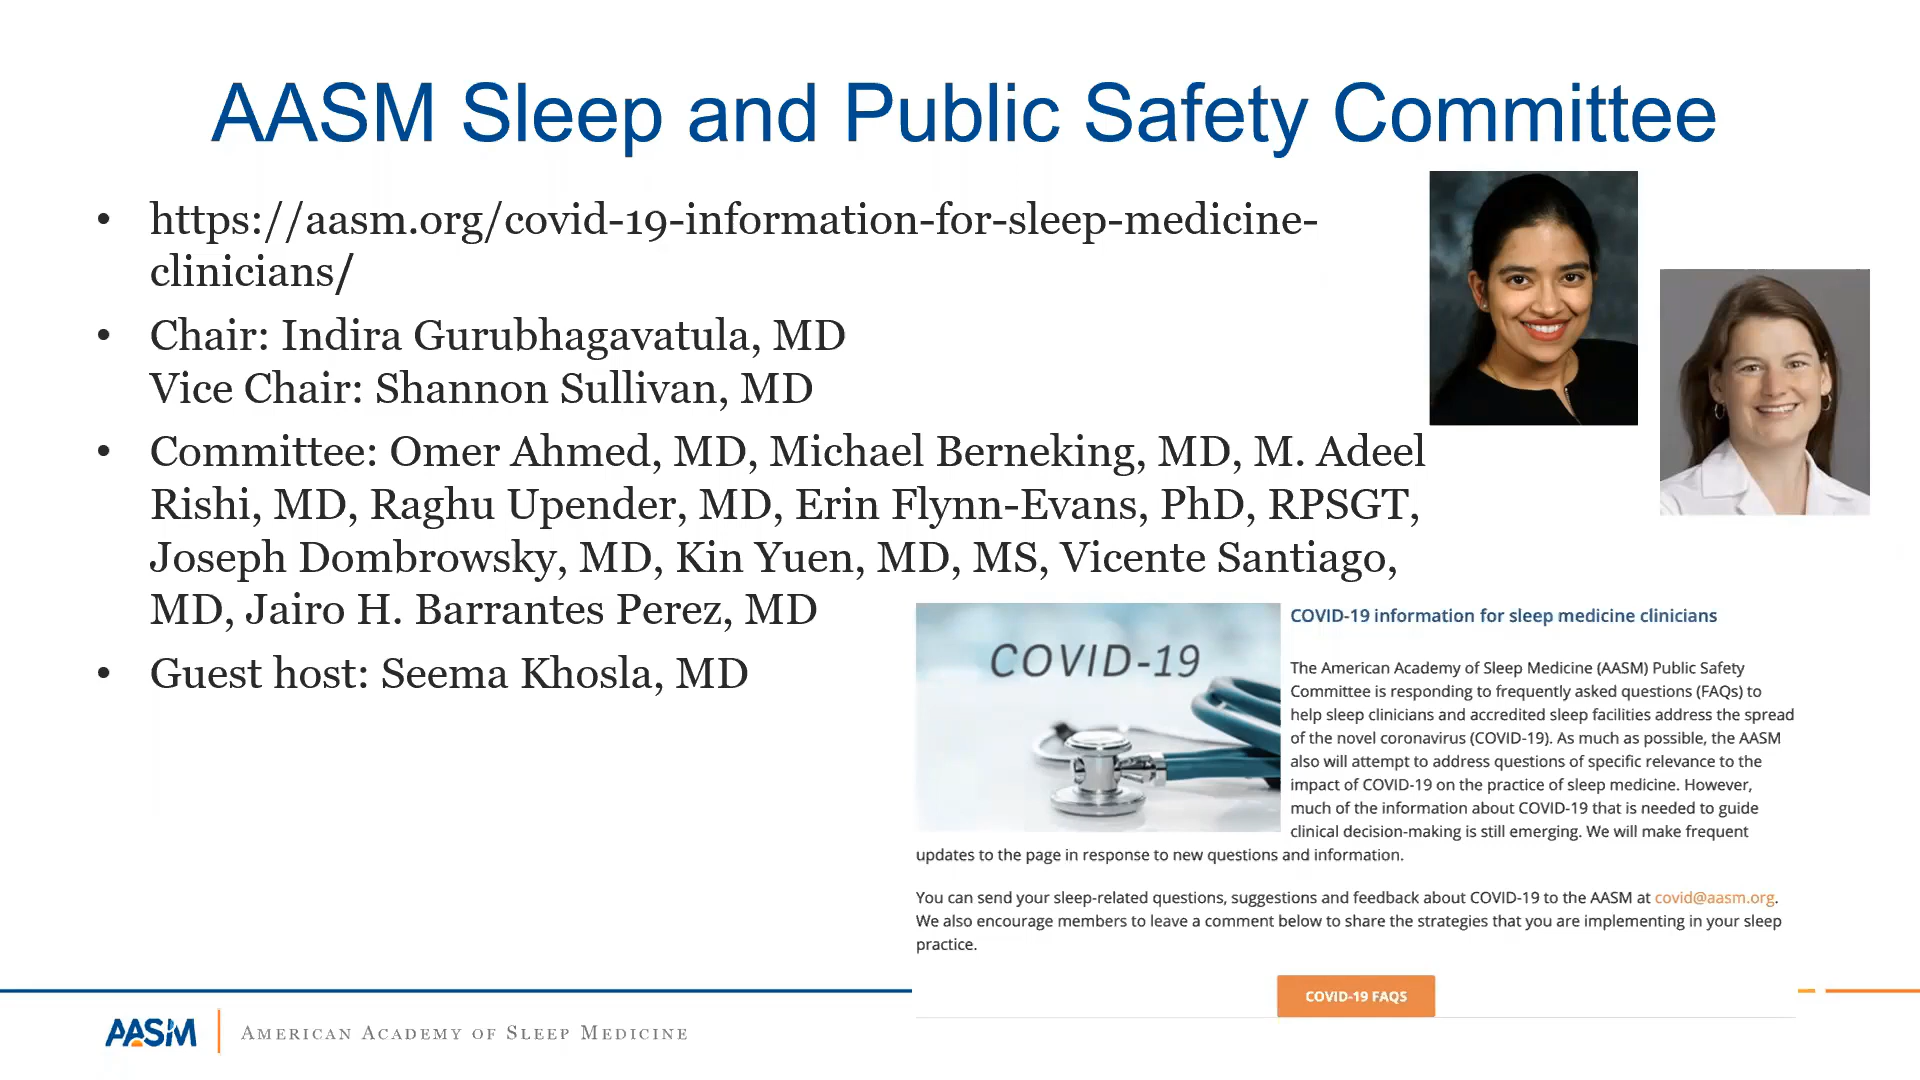 AASM Sleep and Public Safety Committee
• https://aasm.org/covid-19-information-for-sleep-medicine-
clinicians/
• Chair: Indira Gurubhagavatula, MD
Vice Chair: Shannon Sullivan, MD
• Committee: Omer Ahmed, MD, Michael Berneking, MD, M. Adeel
Rishi, MD, Raghu Upender, MD, Erin Flynn-Evans, PhD, RPSGT,
Joseph Dombrowsky, MD, Kin Yuen, MD, MS, Vicente Santiago,
MD, Jairo H. Barrantes Perez, MD
• Guest host: Seema Khosla, MD
COVID-19
COVID-19 information for sleep medicine clinicians
The American Academy of Sleep Medicine (AASM) Public Safety
Committee is responding to frequently asked questions (FAQs) to
help sleep clinicians and accredited sleep facilities address the spread
of the novel coronavirus (COVID-19). As much as possible, the AASM
also will attempt to address questions of specific relevance to the
impact of COVID-19 on the practice of sleep medicine. However,
much of the information about COVID-19 that is needed to guide
clinical decision-making is still emerging. We will make frequent
updates to the page in response to new questions and information.
You can send your sleep-related questions, suggestions and feedback about COVID-19 to the AASM at covid@aasm.org.
We also encourage members to leave a comment below to share the strategies that you are implementing in your sleep
practice.
COVID-19 FAQS
AASM
American Academy of Sleep Medicine